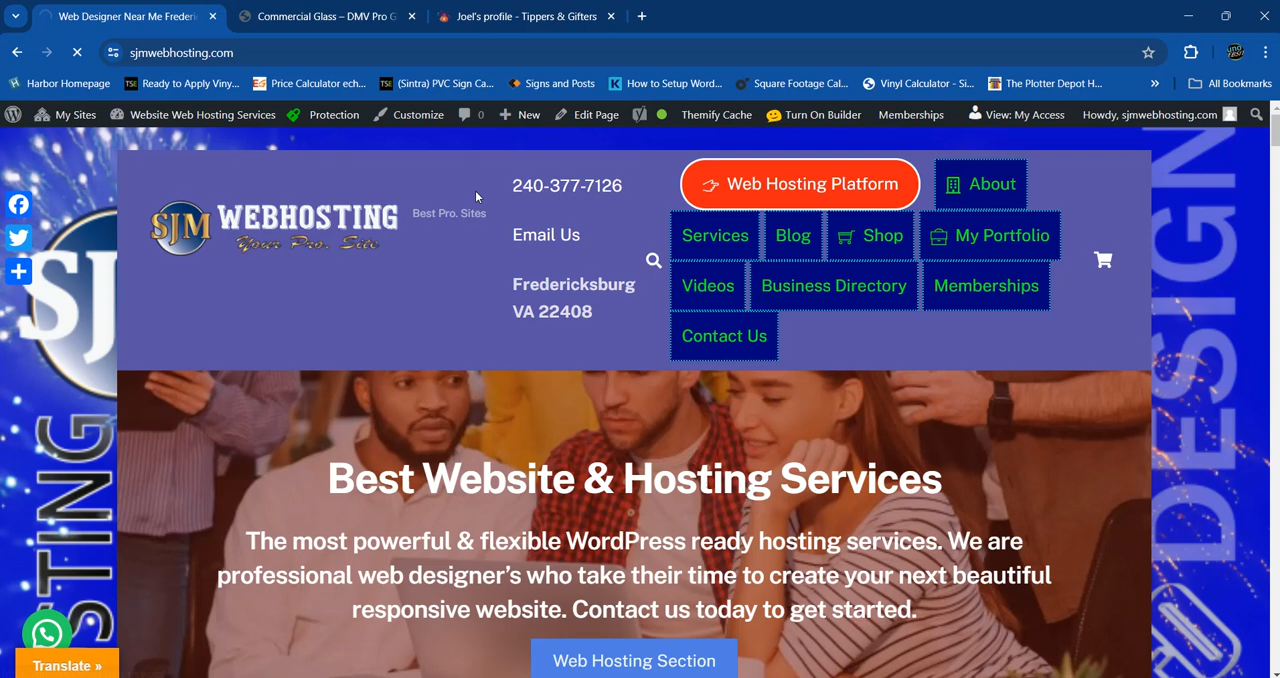 Web Designer Near Me Frederi
Commercial Glass – DMV Pro G
Joel's profile - Tippers & Gifters
sjmwebhosting.com
Harbor Homepage
TSE Ready to Apply Viny...
Price Calculator ech...
TSE (Sintra) PVC Sign Ca...
Signs and Posts
K How to Setup Word...
Square Footage Cal...
Vinyl Calculator - Si...
The Plotter Depot H...
» All Bookmarks
My Sites
Website Web Hosting Services
Protection
Customize
0
New
Edit Page
Themify Cache
Turn On Builder
Memberships
View: My Access
Howdy, sjmwebhosting.com
SJM WEBHOSTING
Your Pro. Site
Best Pro. Sites
240-377-7126
Email Us
Fredericksburg
VA 22408
Web Hosting Platform
About
Services
Blog
Shop
My Portfolio
Videos
Business Directory
Memberships
Contact Us
Best Website & Hosting Services
The most powerful & flexible WordPress ready hosting services. We are
professional web designer's who take their time to create your next beautiful
responsive website. Contact us today to get started.
Web Hosting Section
Translate »
STING
DESIGN